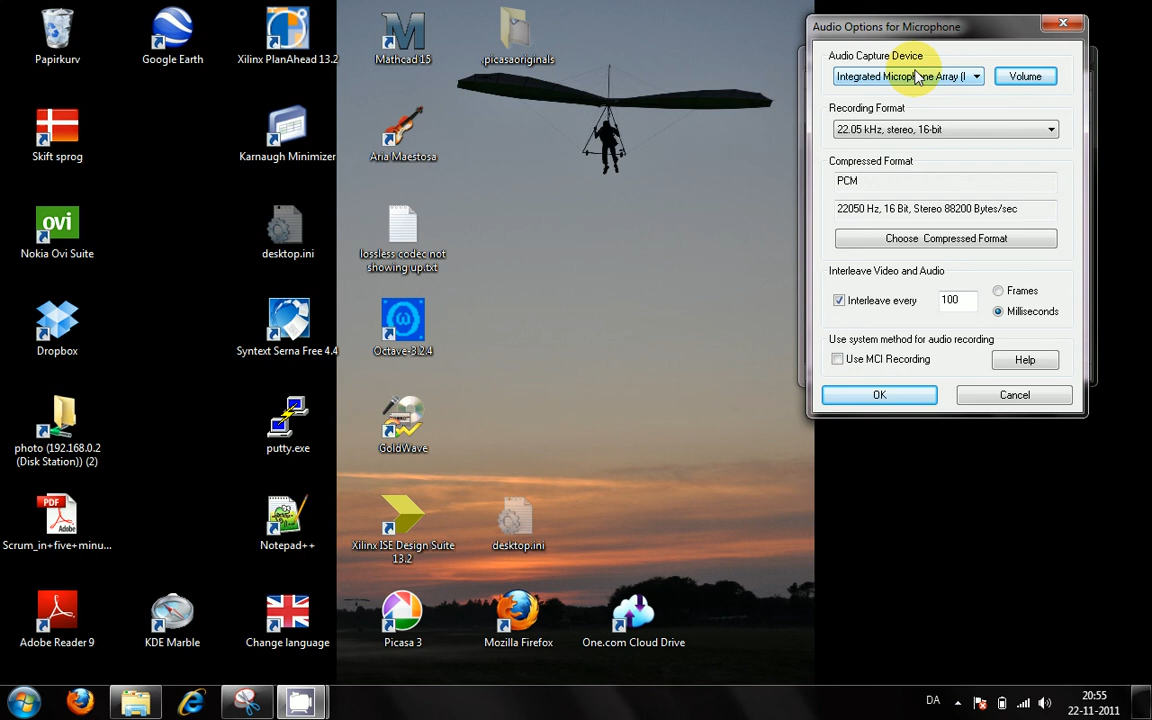 Papirkurv
Google Earth
Xilinx PlanAhead 13.2
Mathcad 15
.picasaoriginals
Skift sprog
Karnaugh Minimizer
Aria Maestosa
ovi
Nokia Ovi Suite
desktop.ini
lossless codec not
showing up.txt
Dropbox
Syntext Serna Free 4.4
Octave-3.2.4
photo (192.168.0.2
(Disk Station)) (2)
putty.exe
GoldWave
PDF
Adobe
Scrum_in+five+minu...
Notepad++
Xilinx ISE Design Suite
13.2
desktop.ini
Adobe Reader 9
KDE Marble
Change language
Picasa 3
Mozilla Firefox
One.com Cloud Drive
Audio Options for Microphone
Audio Capture Device
Integrated Microphone Array (I
Volume
Recording Format
22.05 kHz, stereo, 16-bit
Compressed Format
PCM
22050 Hz, 16 Bit, Stereo 88200 Bytes/sec
Choose Compressed Format
Interleave Video and Audio
Interleave every
100
Frames
Milliseconds
Use system method for audio recording
Use MCI Recording
Help
OK
Cancel
DA
20:55
22-11-2011